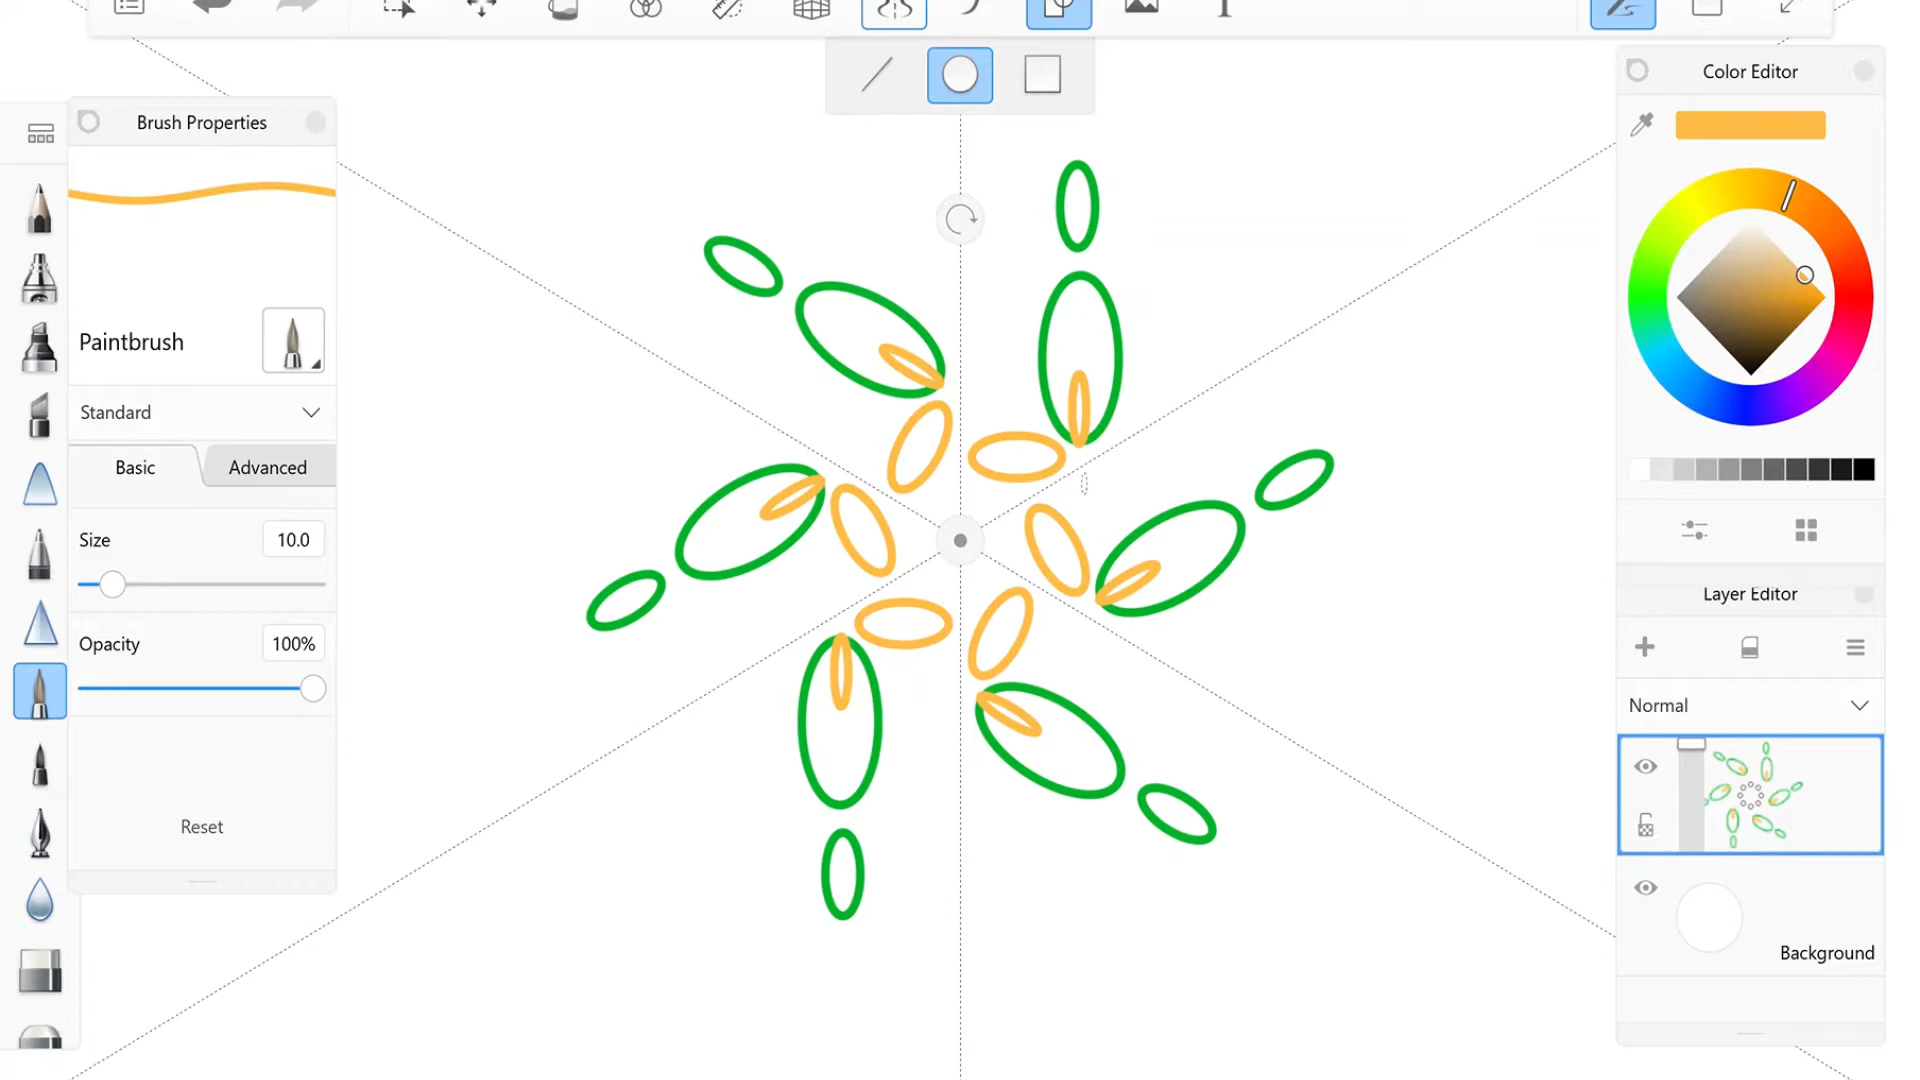 Color Editor
Brush Properties
Paintbrush
Standard
Basic
Advanced
Size
10.0
Opacity
100%
Reset
Layer Editor
Normal
Background